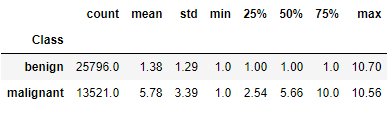 count mean std min 25% 50% 75% max
Class
benign 25796.0 1.38 1.29 1.0 1.00 1.00 1.0 10.70
malignant 13521.0 5.78 3.39 1.0 2.54 5.66 10.0 10.56